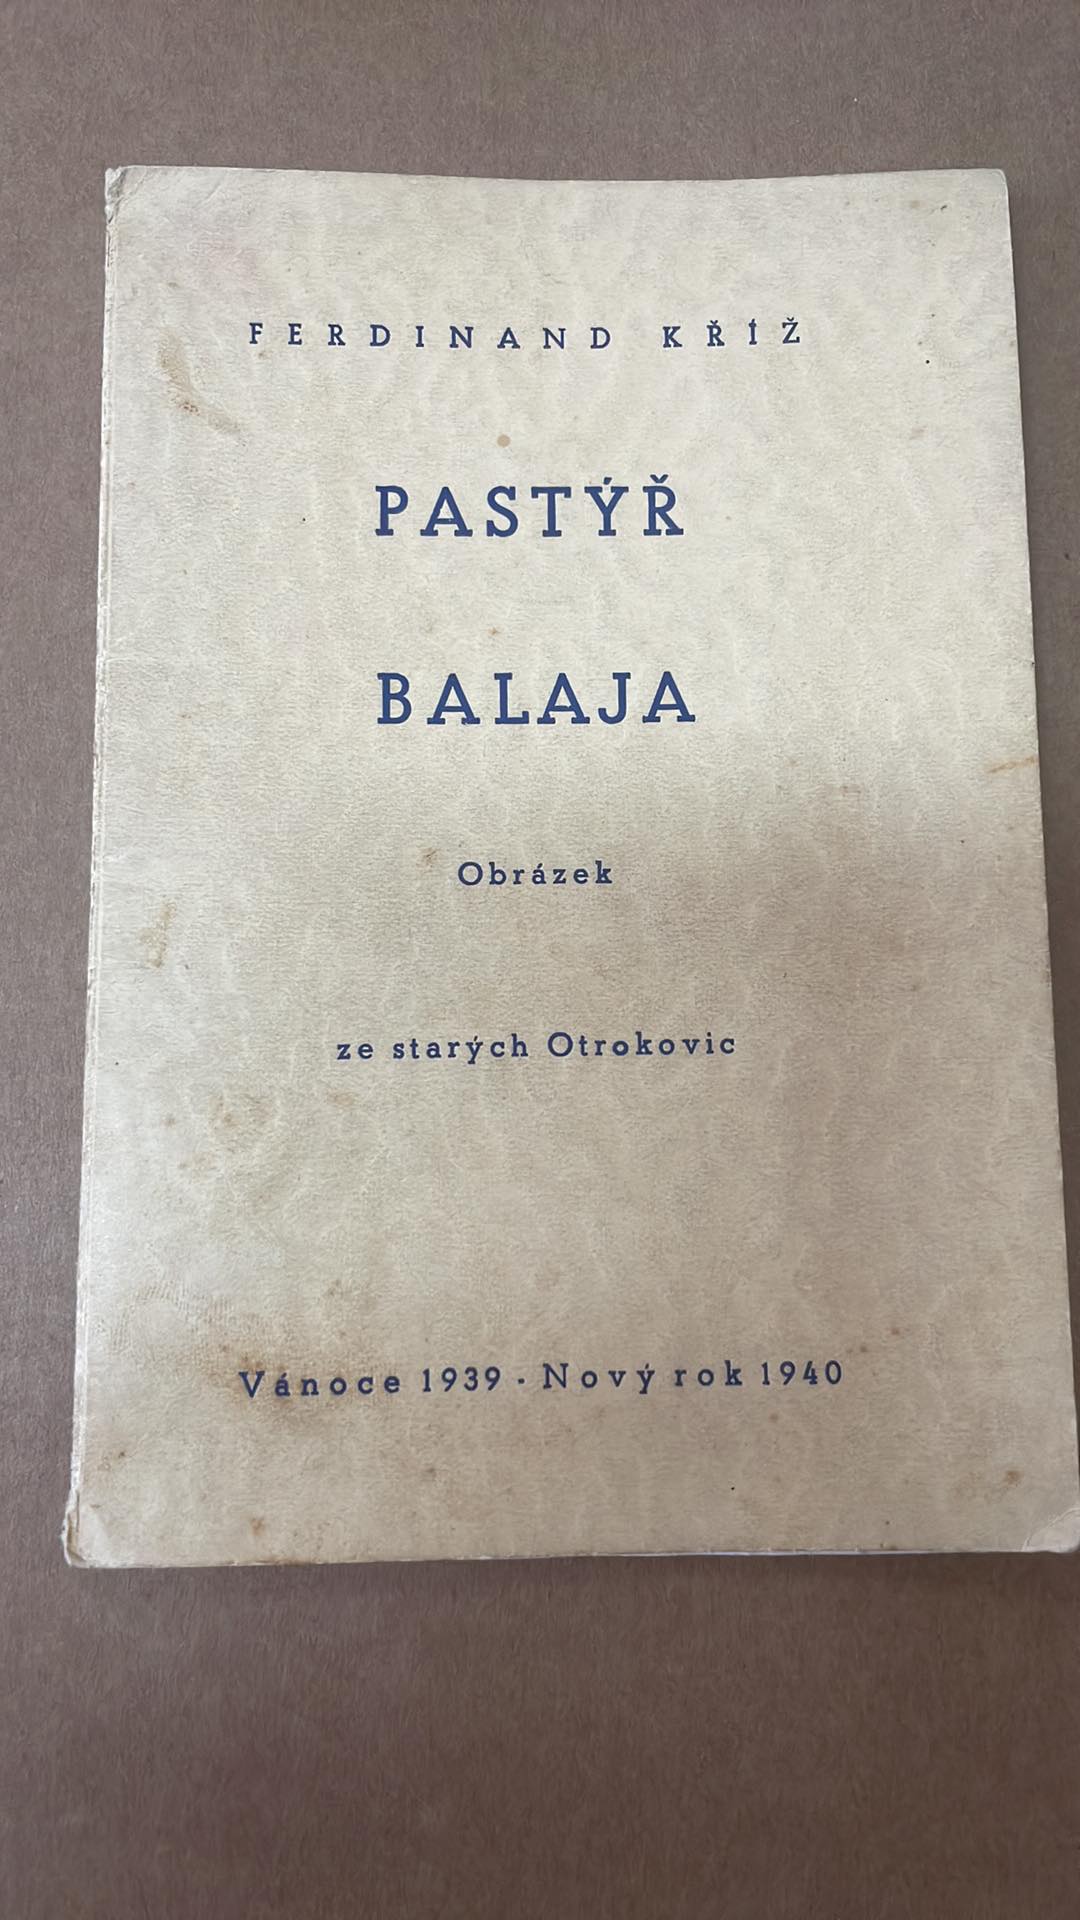 FERDINAND KŘÍŽ
PASTÝŘ
BALAJA
Obrázek
ze starých Otrokovic
Vánoce 1939 · Nový rok 1940